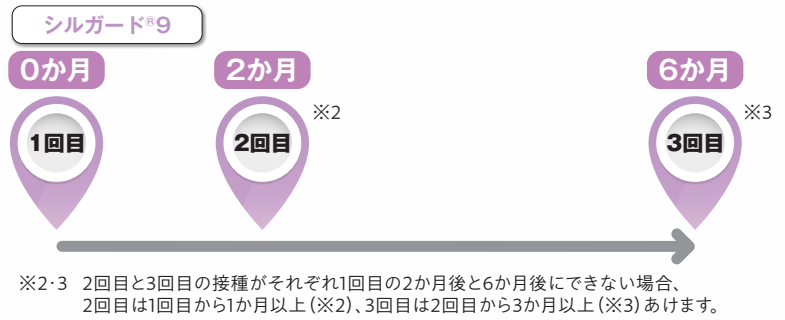 シルガード®9
0か月 2か月 6か月
1回目 2回目 ※2 3回目 ※3
※2・3 2回目と3回目の接種がそれぞれ1回目の2か月後と6か月後にできない場合、
2回目は1回目から1か月以上(※2)、3回目は2回目から3か月以上(※3)あけます。